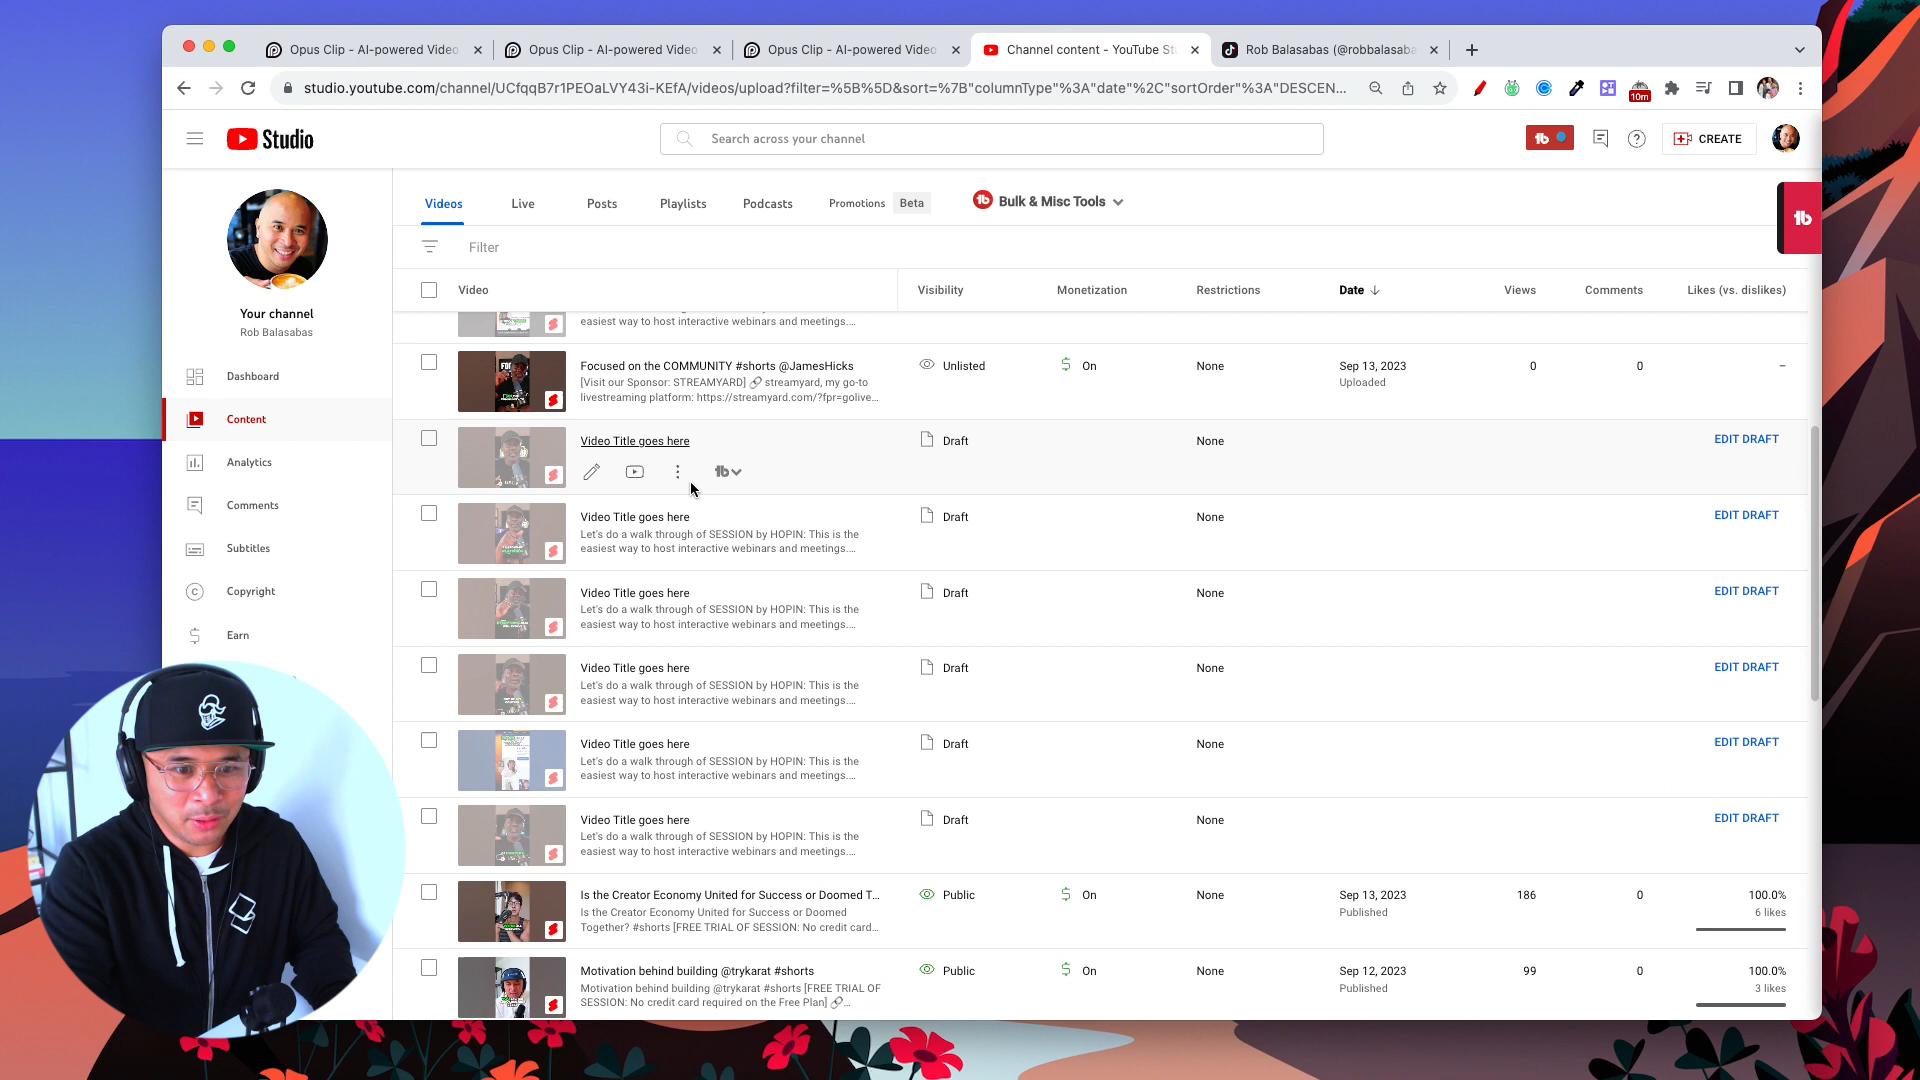 Opus Clip - AI-powered Video
Opus Clip - AI-powered Video
Opus Clip - AI-powered Video
Channel content - YouTube St
Rob Balasabas (@robbalasaba
studio.youtube.com/channel/UCfqqB7r1PEOaLVY43i-KEfA/videos/upload?filter=%5B%5D&sort=%7B"columnType"%3A"date"%2C"sortOrder"%3A"DESCEN...
10m
Studio
Search across your channel
CREATE
Your channel
Rob Balasabas
Dashboard
Content
Analytics
Comments
Subtitles
Copyright
Earn
Videos
Live
Posts
Playlists
Podcasts
Promotions
Beta
Bulk & Misc Tools
Filter
Video
Visibility
Monetization
Restrictions
Date
Views
Comments
Likes (vs. dislikes)
easiest way to host interactive webinars and meetings....
Focused on the COMMUNITY #shorts @JamesHicks
[Visit our Sponsor: STREAMYARD] 🔗 streamyard, my go-to
livestreaming platform: https://streamyard.com/?fpr=golive...
Unlisted
On
None
Sep 13, 2023
Uploaded
0
0
–
Video Title goes here
Draft
None
EDIT DRAFT
Video Title goes here
Let's do a walk through of SESSION by HOPIN: This is the
easiest way to host interactive webinars and meetings....
Draft
None
EDIT DRAFT
Video Title goes here
Let's do a walk through of SESSION by HOPIN: This is the
easiest way to host interactive webinars and meetings....
Draft
None
EDIT DRAFT
Video Title goes here
Let's do a walk through of SESSION by HOPIN: This is the
easiest way to host interactive webinars and meetings....
Draft
None
EDIT DRAFT
Video Title goes here
Let's do a walk through of SESSION by HOPIN: This is the
easiest way to host interactive webinars and meetings....
Draft
None
EDIT DRAFT
Video Title goes here
Let's do a walk through of SESSION by HOPIN: This is the
easiest way to host interactive webinars and meetings....
Draft
None
EDIT DRAFT
Is the Creator Economy United for Success or Doomed T...
Is the Creator Economy United for Success or Doomed
Together? #shorts [FREE TRIAL OF SESSION: No credit card...
Public
On
None
Sep 13, 2023
Published
186
0
100.0%
6 likes
Motivation behind building @trykarat #shorts
Motivation behind building @trykarat #shorts [FREE TRIAL OF
SESSION: No credit card required on the Free Plan] 🔗...
Public
On
None
Sep 12, 2023
Published
99
0
100.0%
3 likes